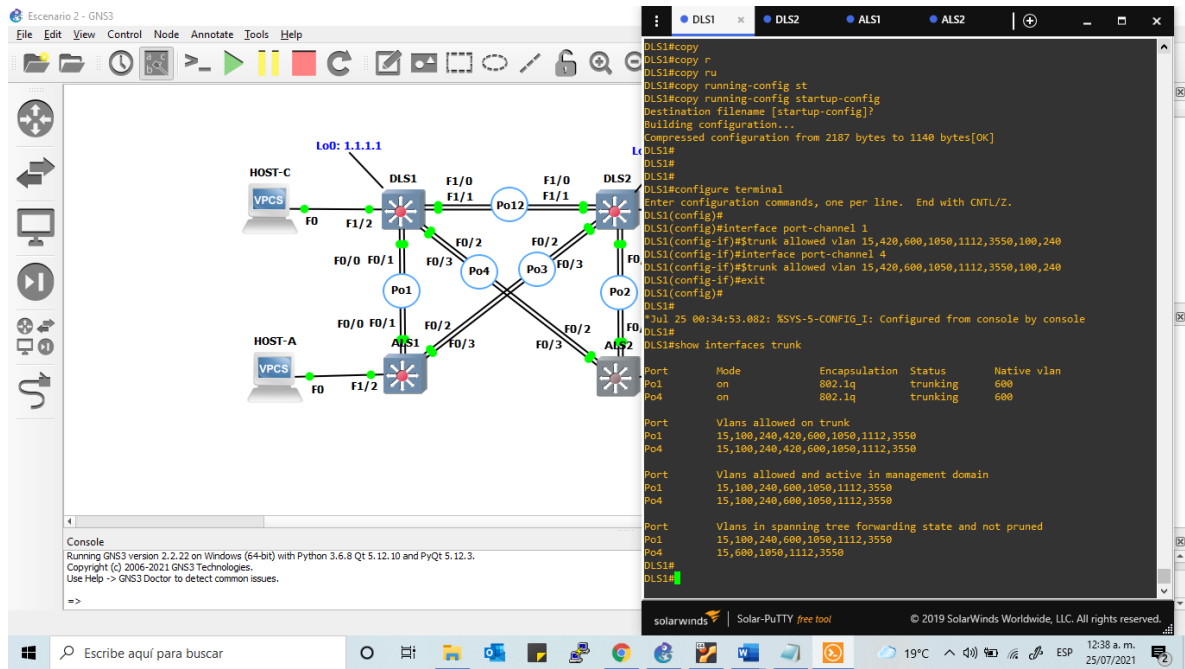 Escenario 2 - GNS3
File Edit View Control Node Annotate Tools Help
Lo0: 1.1.1.1
HOST-C
DLS1
F1/0
F1/0
DLS2
VPCS
F1/1
Po12
F1/1
F0
F1/2
F0/2
F0/2
F0/0 F0/1
F0/3
Po4
Po3
F0/3
Po1
Po2
F0/0 F0/1
F0/2
F0/2
HOST-A
ALS1
F0/3
F0/3
ALS2
VPCS
F0
F1/2
Console
Running GNS3 version 2.2.22 on Windows (64-bit) with Python 3.6.8 Qt 5.12.10 and PyQt 5.12.3.
Copyright (c) 2006-2021 GNS3 Technologies.
Use Help -> GNS3 Doctor to detect common issues.
=>
DLS1 × DLS2 ALS1 ALS2
DLS1#copy
DLS1#copy r
DLS1#copy ru
DLS1#copy running-config st
DLS1#copy running-config startup-config
Destination filename [startup-config]?
Building configuration...
Compressed configuration from 2187 bytes to 1140 bytes[OK]
DLS1#
DLS1#
DLS1#
DLS1#configure terminal
Enter configuration commands, one per line.  End with CNTL/Z.
DLS1(config)#
DLS1(config)#interface port-channel 1
DLS1(config-if)#$trunk allowed vlan 15,420,600,1050,1112,3550,100,240
DLS1(config-if)#interface port-channel 4
DLS1(config-if)#$trunk allowed vlan 15,420,600,1050,1112,3550,100,240
DLS1(config-if)#exit
DLS1(config)#
DLS1#
*Jul 25 00:34:53.082: %SYS-5-CONFIG_I: Configured from console by console
DLS1#
DLS1#show interfaces trunk
Port Mode Encapsulation Status Native vlan
Po1 on 802.1q trunking 600
Po4 on 802.1q trunking 600
Port Vlans allowed on trunk
Po1 15,100,240,420,600,1050,1112,3550
Po4 15,100,240,420,600,1050,1112,3550
Port Vlans allowed and active in management domain
Po1 15,100,240,600,1050,1112,3550
Po4 15,100,240,600,1050,1112,3550
Port Vlans in spanning tree forwarding state and not pruned
Po1 15,100,240,600,1050,1112,3550
Po4 15,600,1050,1112,3550
DLS1#
DLS1#
solarwinds Solar-PuTTY free tool © 2019 SolarWinds Worldwide, LLC. All rights reserved.
Escribe aquí para buscar
19°C
ESP
12:38 a. m.
25/07/2021
2